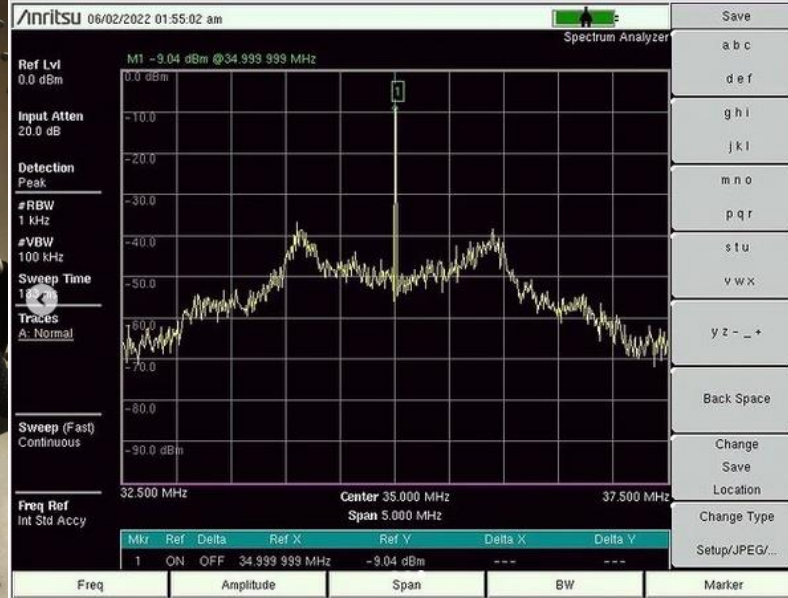 Anritsu 06/02/2022 01:55:02 am
Save
Spectrum Analyzer
M1 -9.04 dBm @34.999 999 MHz
Ref Lvl
0.0 dBm
Input Atten
20.0 dB
Detection
Peak
#RBW
1 kHz
#VBW
100 kHz
Sweep Time
Traces
A: Normal
Sweep (Fast)
Continuous
Freq Ref
Int Std Accy
0.0 dBm
1
-10.0
-20.0
-30.0
-40.0
-50.0
-60.0
-70.0
-80.0
-90.0 dBm
32.500 MHz
Center 35.000 MHz
37.500 MHz
Span 5.000 MHz
Mkr Ref Delta Ref X Ref Y Delta X Delta Y
1 ON OFF 34.999 999 MHz -9.04 dBm --- ---
a b c
d e f
g h i
j k l
m n o
p q r
s t u
v w x
y z - _ +
Back Space
Change
Save
Location
Change Type
Setup/JPEG/...
Freq
Amplitude
Span
BW
Marker